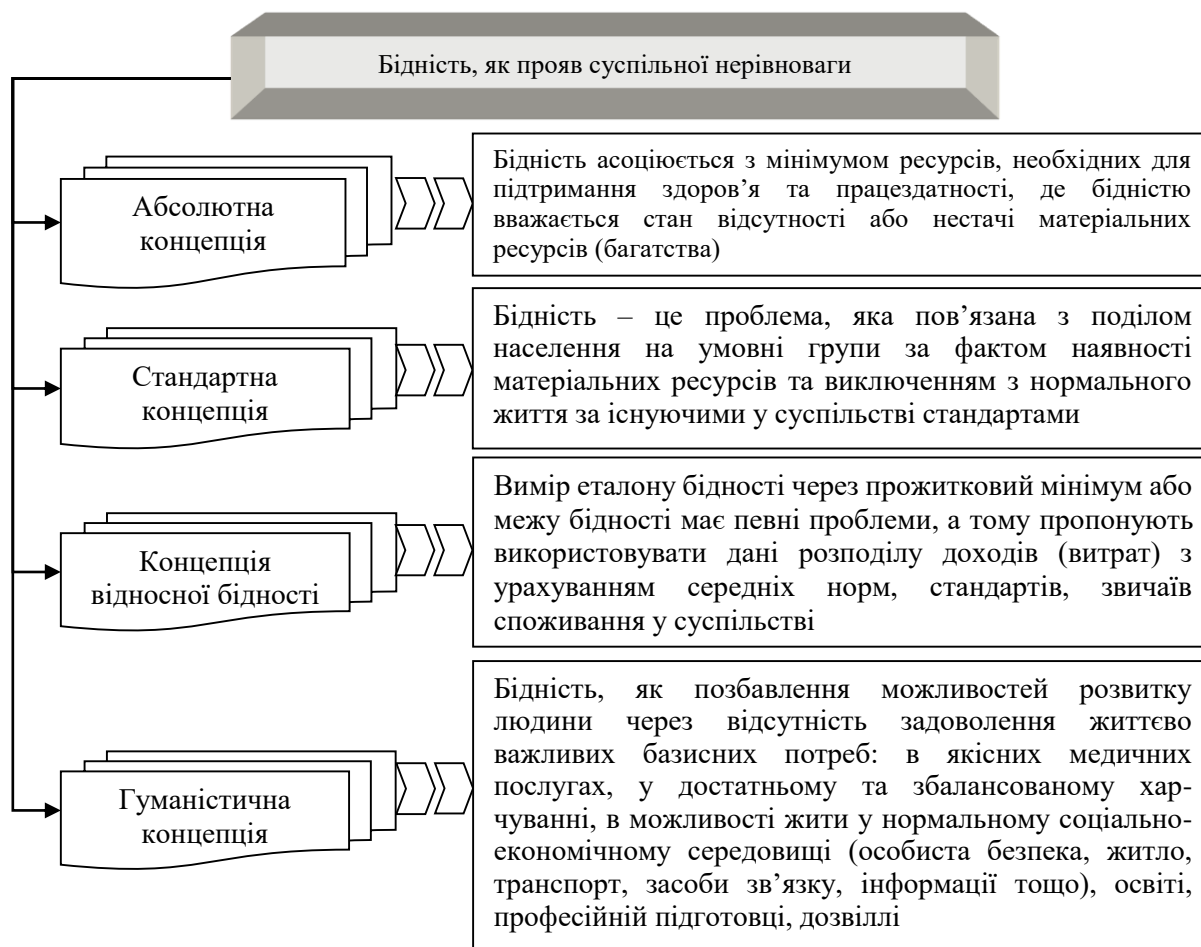 Бідність, як прояв суспільної нерівноваги
Абсолютна
концепція
Бідність асоціюється з мінімумом ресурсів, необхідних для
підтримання здоров’я та працездатності, де бідністю
вважається стан відсутності або нестачі матеріальних
ресурсів (багатства)
Стандартна
концепція
Бідність – це проблема, яка пов’язана з поділом
населення на умовні групи за фактом наявності
матеріальних ресурсів та виключенням з нормального
життя за існуючими у суспільстві стандартами
Концепція
відносної бідності
Вимір еталону бідності через прожитковий мінімум або
межу бідності має певні проблеми, а тому пропонують
використовувати дані розподілу доходів (витрат) з
урахуванням середніх норм, стандартів, звичаїв
споживання у суспільстві
Гуманістична
концепція
Бідність, як позбавлення можливостей розвитку
людини через відсутність задоволення життєво
важливих базисних потреб: в якісних медичних
послугах, у достатньому та збалансованому хар-
чуванні, в можливості жити у нормальному соціально-
економічному середовищі (особиста безпека, житло,
транспорт, засоби зв’язку, інформації тощо), освіті,
професійній підготовці, дозвіллі